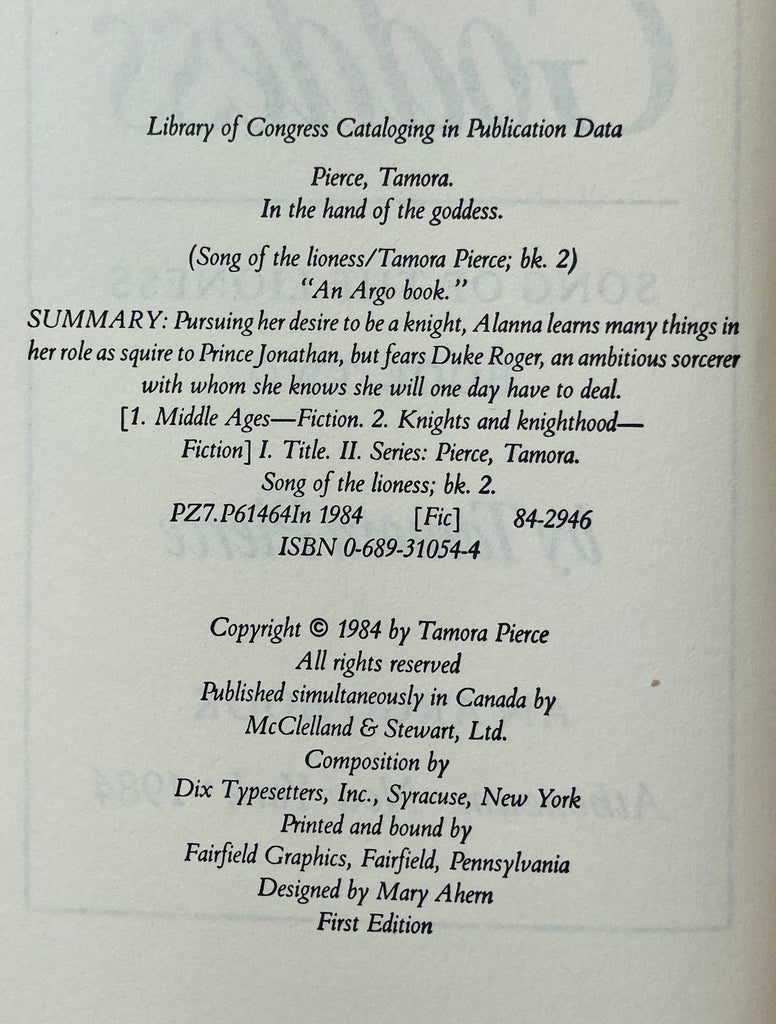 Library of Congress Cataloging in Publication Data
Pierce, Tamora.
In the hand of the goddess.
(Song of the lioness/Tamora Pierce; bk. 2)
“An Argo book.”
SUMMARY: Pursuing her desire to be a knight, Alanna learns many things in
her role as squire to Prince Jonathan, but fears Duke Roger, an ambitious sorcerer
with whom she knows she will one day have to deal.
[1. Middle Ages—Fiction. 2. Knights and knighthood—
Fiction] I. Title. II. Series: Pierce, Tamora.
Song of the lioness; bk. 2.
PZ7.P61464In 1984 [Fic] 84-2946
ISBN 0-689-31054-4
Copyright © 1984 by Tamora Pierce
All rights reserved
Published simultaneously in Canada by
McClelland & Stewart, Ltd.
Composition by
Dix Typesetters, Inc., Syracuse, New York
Printed and bound by
Fairfield Graphics, Fairfield, Pennsylvania
Designed by Mary Ahern
First Edition